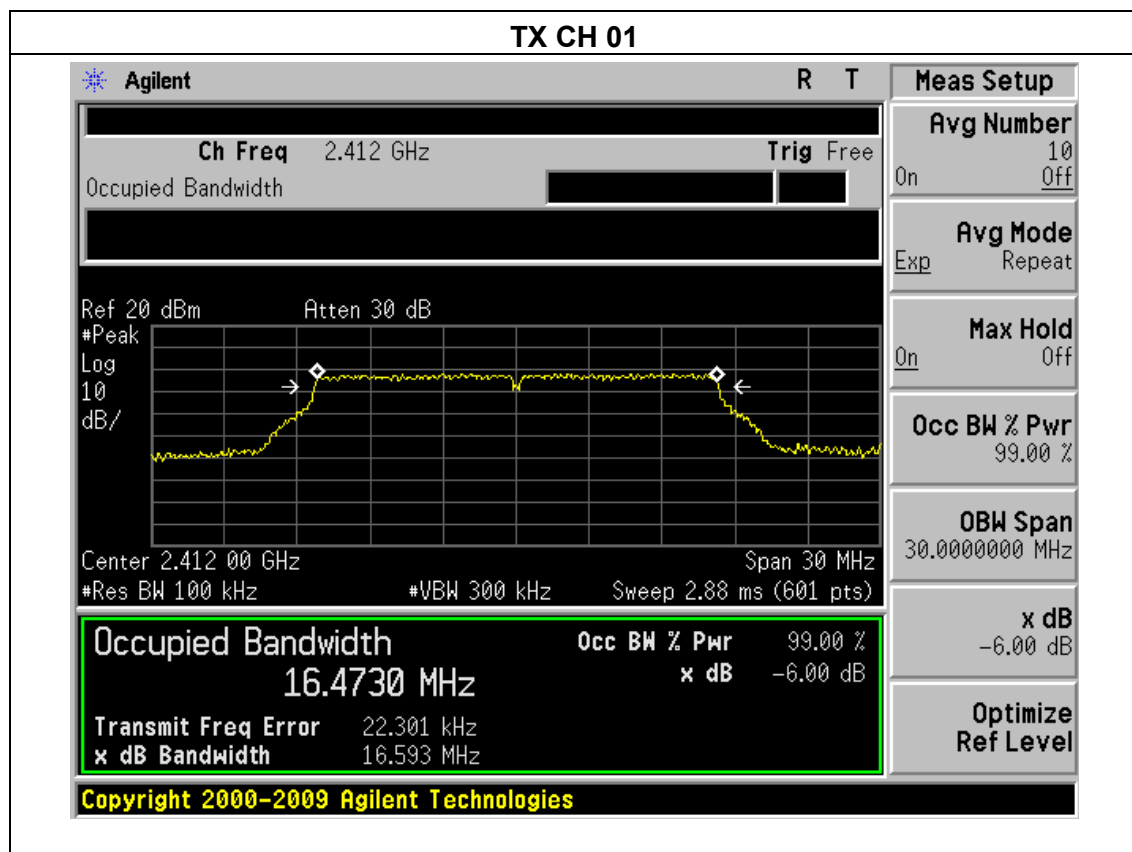 TX CH 01
Agilent R T
Ch Freq 2.412 GHz Trig Free
Occupied Bandwidth
Ref 20 dBm Atten 30 dB
#Peak
Log
10
dB/
Center 2.412 00 GHz Span 30 MHz
#Res BW 100 kHz #VBW 300 kHz Sweep 2.88 ms (601 pts)
Occupied Bandwidth Occ BW % Pwr 99.00 %
16.4730 MHz x dB -6.00 dB
Transmit Freq Error 22.301 kHz
x dB Bandwidth 16.593 MHz
Copyright 2000-2009 Agilent Technologies
Meas Setup
Avg Number
10
On Off
Avg Mode
Exp Repeat
Max Hold
On Off
Occ BW % Pwr
99.00 %
OBW Span
30.0000000 MHz
x dB
-6.00 dB
Optimize
Ref Level